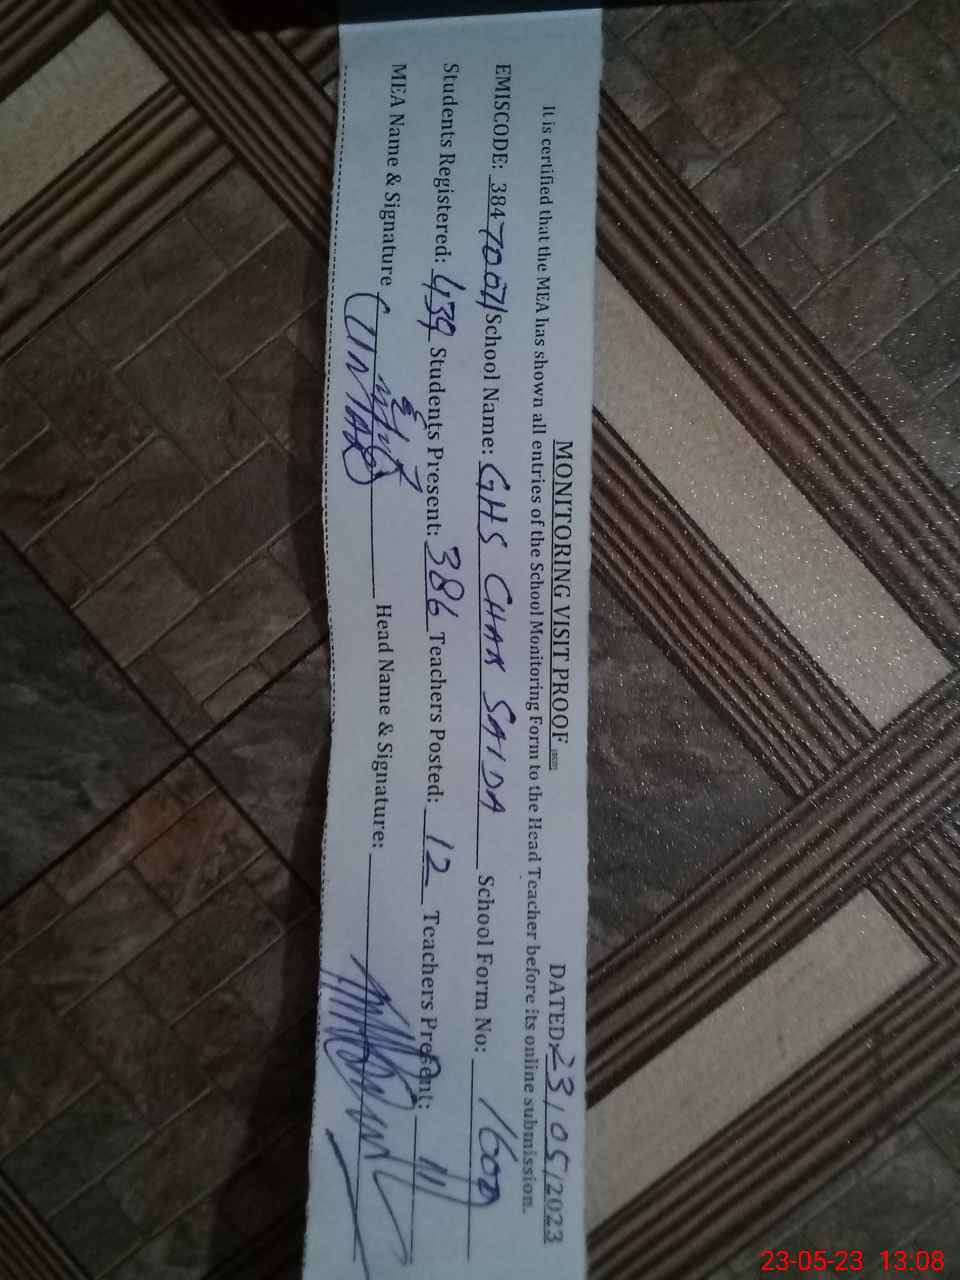 MONITORING VISIT PROOF DATED: 23/05/2023
It is certified that the MEA has shown all entries of the School Monitoring Form to the Head Teacher before its online submission.
EMISCODE: 384 School Name: GHS CHAK SAIDA School Form No:
Students Registered: 439 Students Present: 386 Teachers Posted: 12 Teachers Present: 11
MEA Name & Signature (UMAR) Head Name & Signature:
23-05-23 13:08